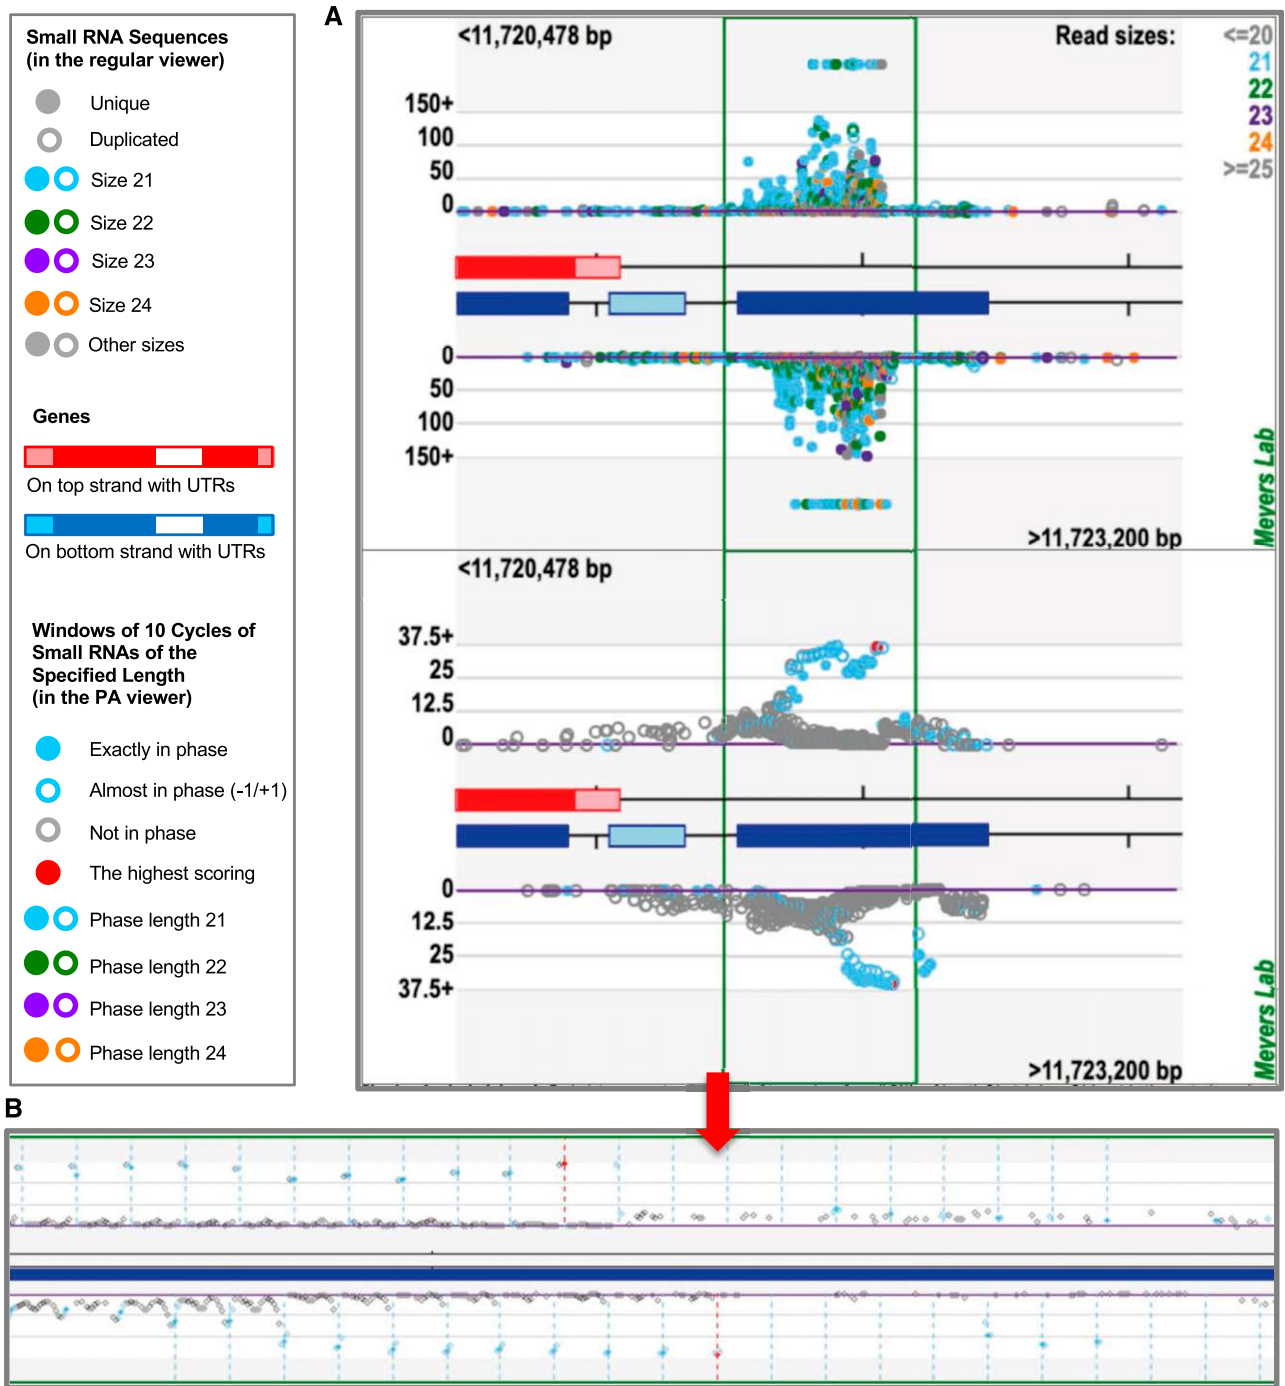 Small RNA Sequences
(in the regular viewer)
Unique
Duplicated
Size 21
Size 22
Size 23
Size 24
Other sizes
Genes
On top strand with UTRs
On bottom strand with UTRs
Windows of 10 Cycles of
Small RNAs of the
Specified Length
(in the PA viewer)
Exactly in phase
Almost in phase (-1/+1)
Not in phase
The highest scoring
Phase length 21
Phase length 22
Phase length 23
Phase length 24
A
<11,720,478 bp
Read sizes:
<=20
21
22
23
24
>=25
150+
100
50
0
0
50
100
150+
>11,723,200 bp
Meyers Lab
<11,720,478 bp
37.5+
25
12.5
0
0
12.5
25
37.5+
>11,723,200 bp
Meyers Lab
B